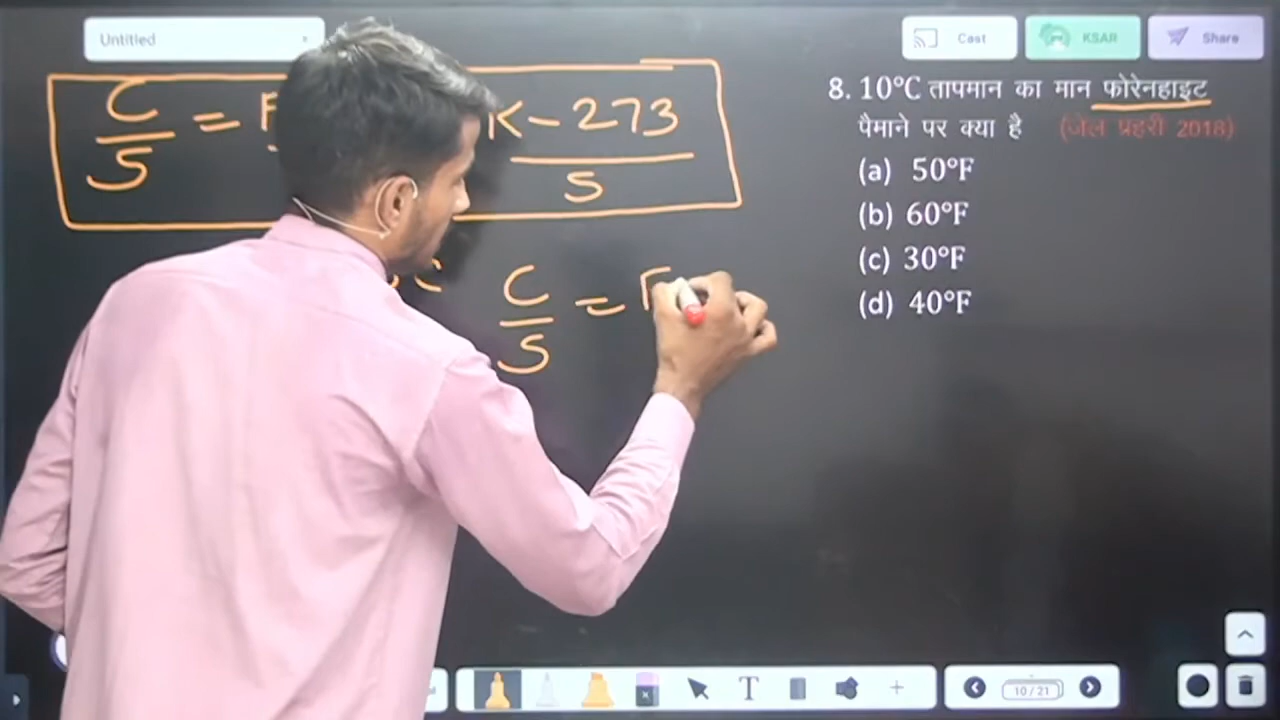 Untitled
Cast
KSAR
Share
C/5 = F
K-273/5
C/5 = F
8. 10°C तापमान का मान फोरेनहाइट
पैमाने पर क्या है (जेल प्रहरी 2018)
(a) 50°F
(b) 60°F
(c) 30°F
(d) 40°F
T
10/21